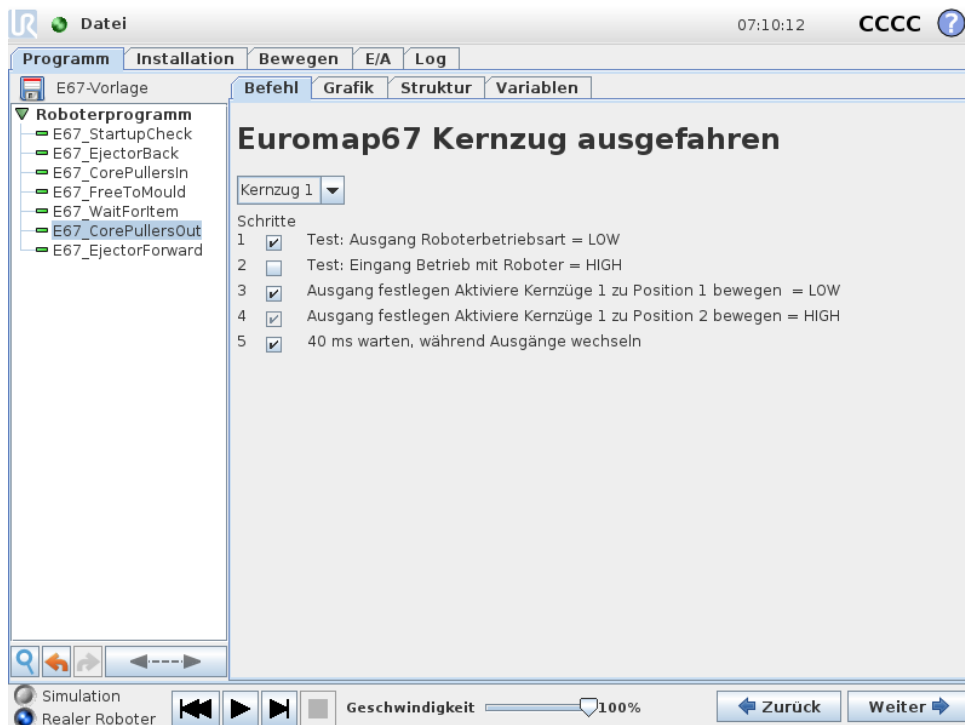 UR Datei 07:10:12 CCCC ?
Programm Installation Bewegen E/A Log
E67-Vorlage Befehl Grafik Struktur Variablen
Roboterprogramm
E67_StartupCheck
E67_EjectorBack
E67_CorePullersIn
E67_FreeToMould
E67_WaitForItem
E67_CorePullersOut
E67_EjectorForward
Euromap67 Kernzug ausgefahren
Kernzug 1
Schritte
1 Test: Ausgang Roboterbetriebsart = LOW
2 Test: Eingang Betrieb mit Roboter = HIGH
3 Ausgang festlegen Aktiviere Kernzüge 1 zu Position 1 bewegen = LOW
4 Ausgang festlegen Aktiviere Kernzüge 1 zu Position 2 bewegen = HIGH
5 40 ms warten, während Ausgänge wechseln
Simulation
Realer Roboter
Geschwindigkeit 100% Zurück Weiter